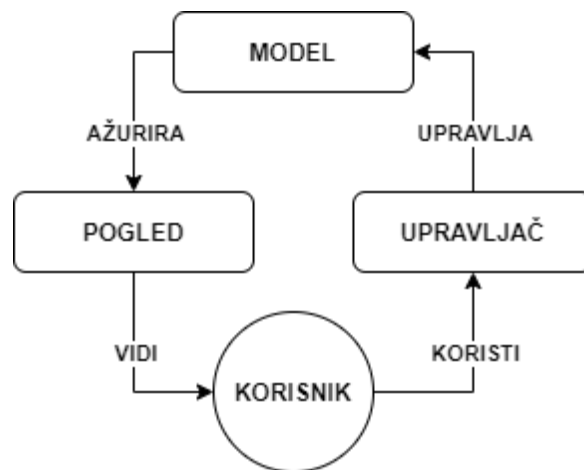 MODEL
AŽURIRA
UPRAVLJA
POGLED
UPRAVLJAČ
VIDI
KORISTI
KORISNIK